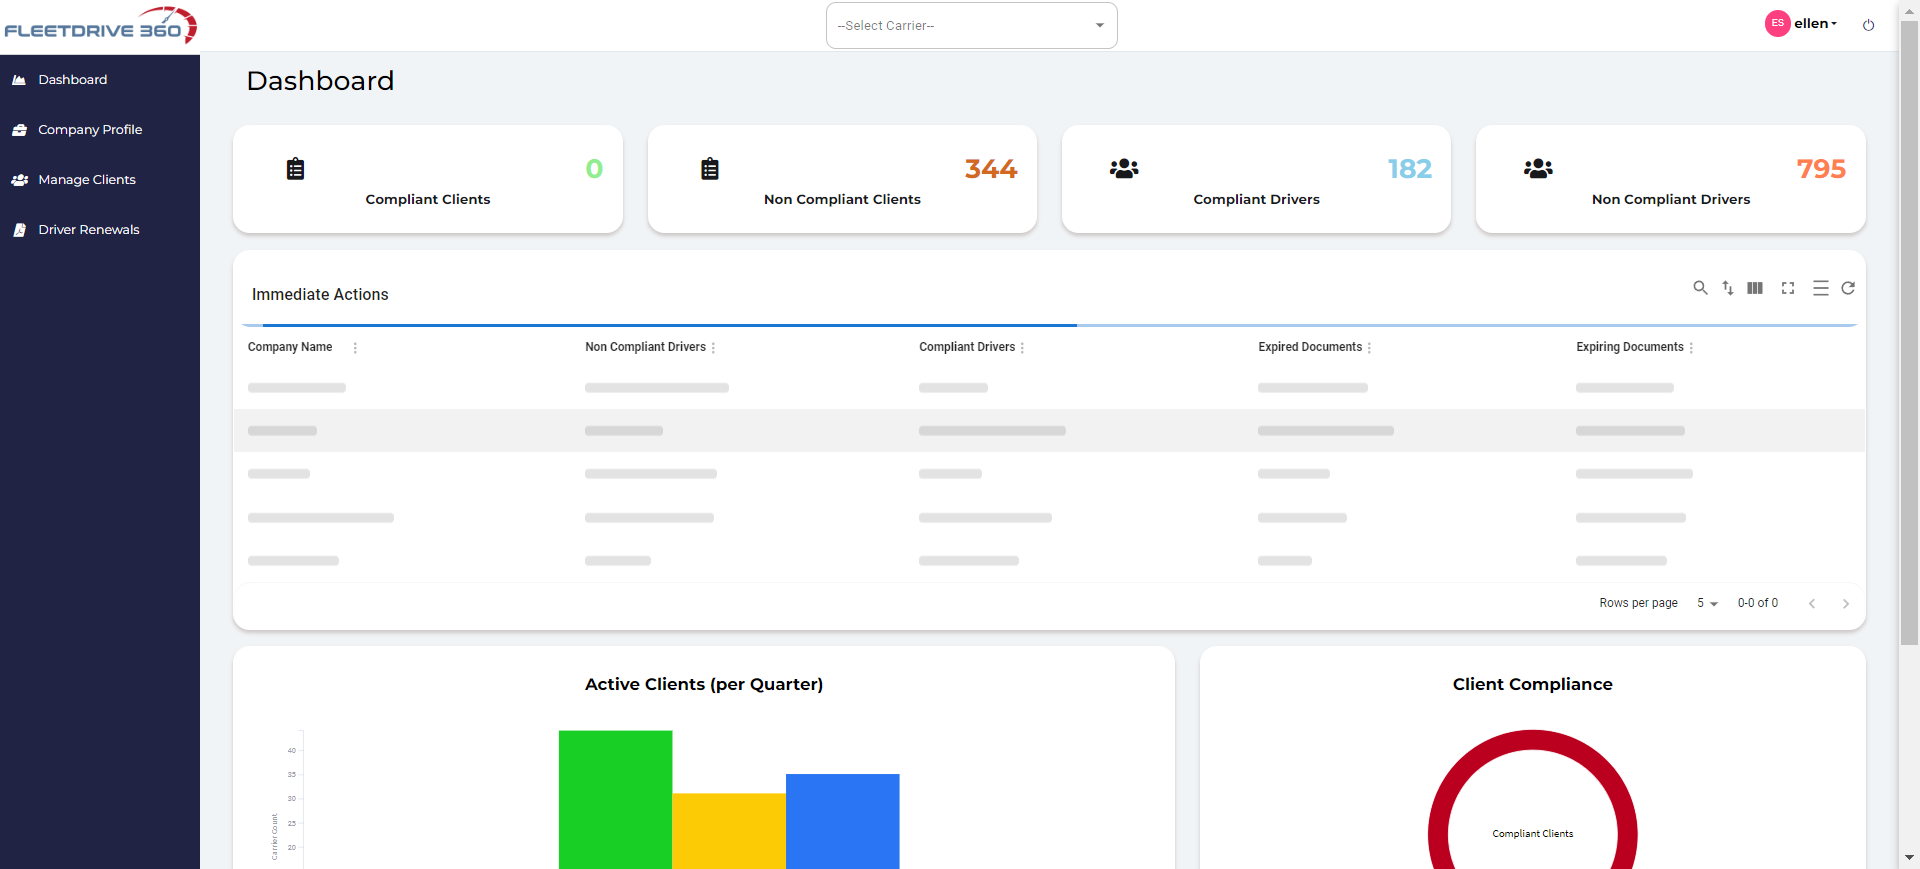 FLEETDRIVE 360
--Select Carrier--
ES
ellen
Dashboard
Company Profile
Manage Clients
Driver Renewals
Dashboard
0
Compliant Clients
344
Non Compliant Clients
182
Compliant Drivers
795
Non Compliant Drivers
Immediate Actions
Company Name
Non Compliant Drivers
Compliant Drivers
Expired Documents
Expiring Documents
Rows per page
5
0-0 of 0
Active Clients (per Quarter)
40
35
30
25
20
Carrier Count
Client Compliance
Compliant Clients